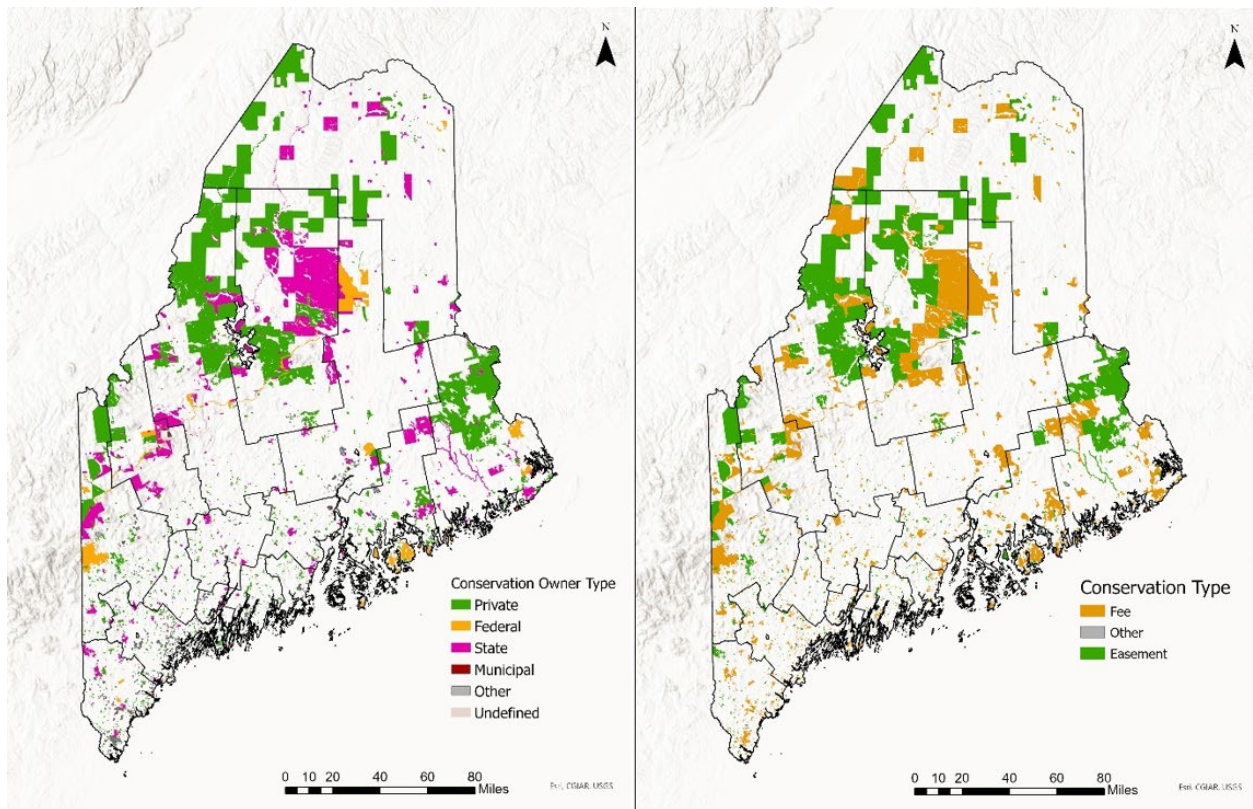 N
Conservation Owner Type
Private
Federal
State
Municipal
Other
Undefined
0 10 20 40 60 80
Miles
Esri, CGIAR, USGS
N
Conservation Type
Fee
Other
Easement
0 10 20 40 60 80
Miles
Esri, CGIAR, USGS